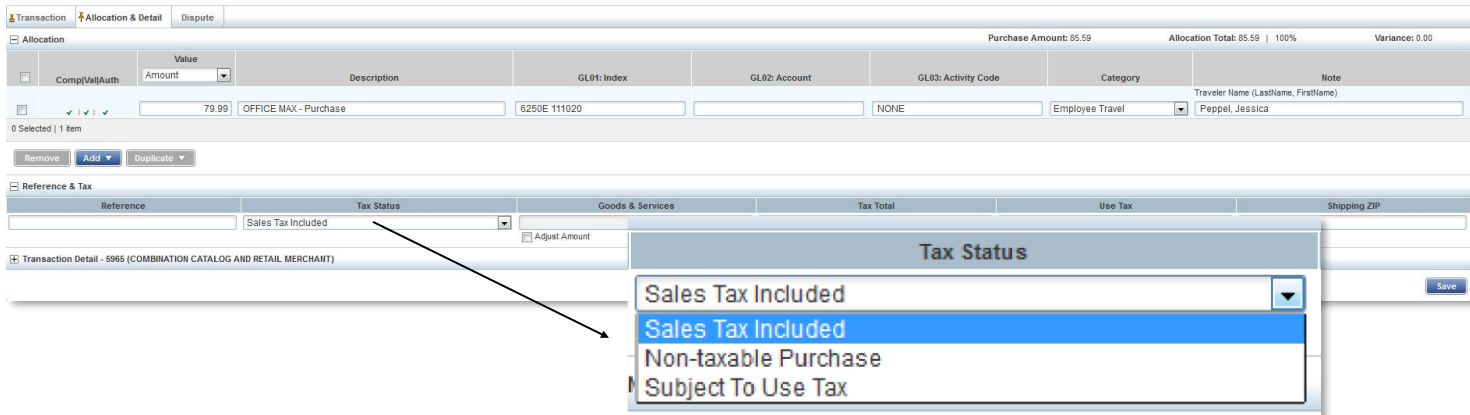 Transaction Allocation & Detail Dispute
Allocation Purchase Amount: 85.59 Allocation Total: 85.59 | 100% Variance: 0.00
Value
Comp|Val|Auth Amount Description GL01: Index GL02: Account GL03: Activity Code Category Note
Traveler Name (LastName, FirstName)
79.99 OFFICE MAX - Purchase 6250E 111020 NONE Employee Travel Peppel, Jessica
0 Selected | 1 item
Remove Add Duplicate
Reference & Tax
Reference Tax Status Goods & Services Tax Total Use Tax Shipping ZIP
Sales Tax Included
Adjust Amount
Transaction Detail - 5965 (COMBINATION CATALOG AND RETAIL MERCHANT)
Save
Tax Status
Sales Tax Included
Sales Tax Included
Non-taxable Purchase
Subject To Use Tax